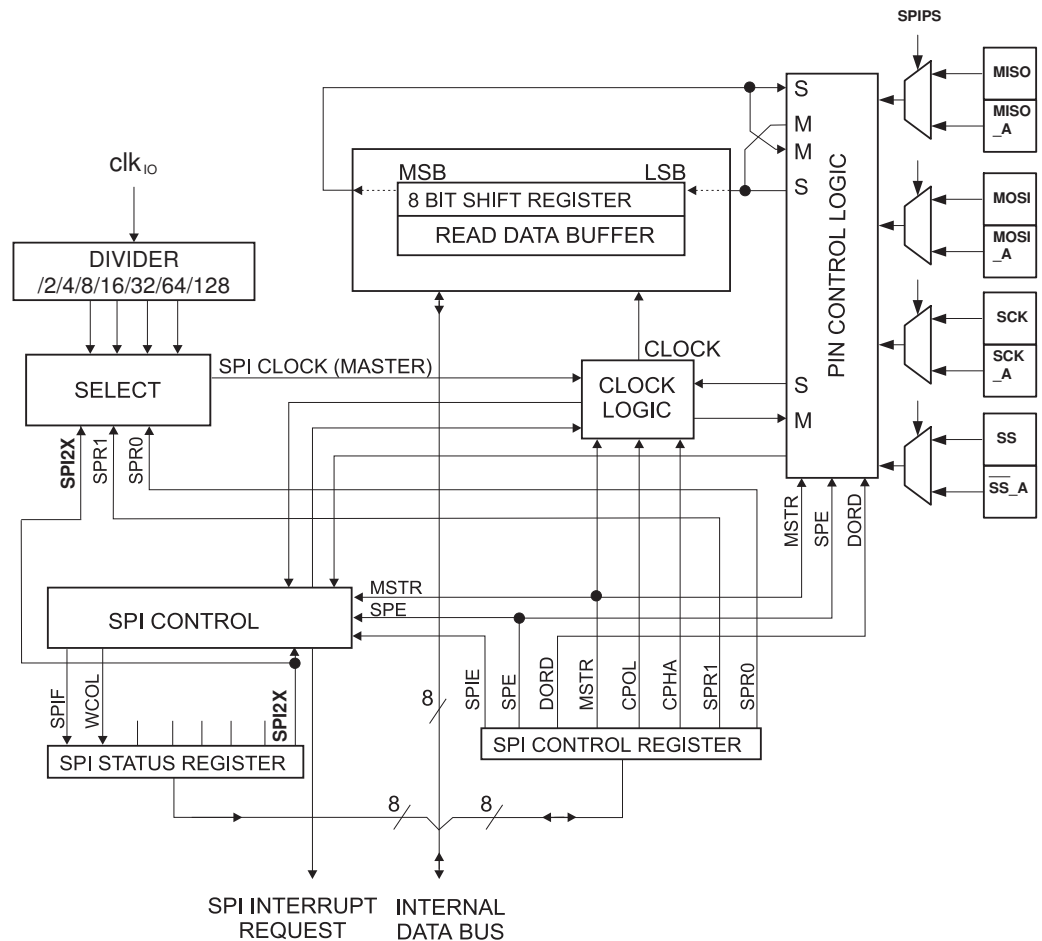 SPIPS
MISO
MISO
_A
MOSI
MOSI
_A
SCK
SCK
_A
SS
SS_A
S
M
M
S
S
M
PIN CONTROL LOGIC
MSB
LSB
8 BIT SHIFT REGISTER
READ DATA BUFFER
clkIO
DIVIDER
/2/4/8/16/32/64/128
SELECT
SPI CLOCK (MASTER)
CLOCK
CLOCK
LOGIC
SPI2X
SPR1
SPR0
MSTR
SPE
DORD
MSTR
SPE
SPI CONTROL
SPIF
WCOL
SPI2X
SPI STATUS REGISTER
8
SPIE
SPE
DORD
MSTR
CPOL
CPHA
SPR1
SPR0
SPI CONTROL REGISTER
8
8
SPI INTERRUPT
REQUEST
INTERNAL
DATA BUS